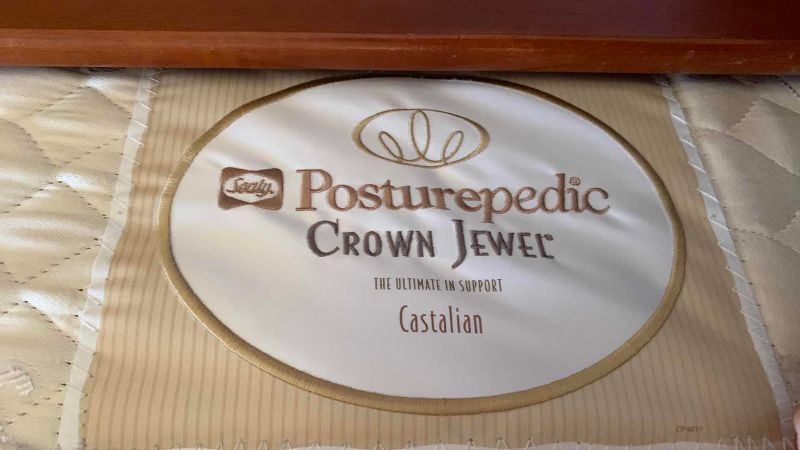 Sealy Posturepedic®
CROWN JEWEL®
THE ULTIMATE IN SUPPORT
Castalian